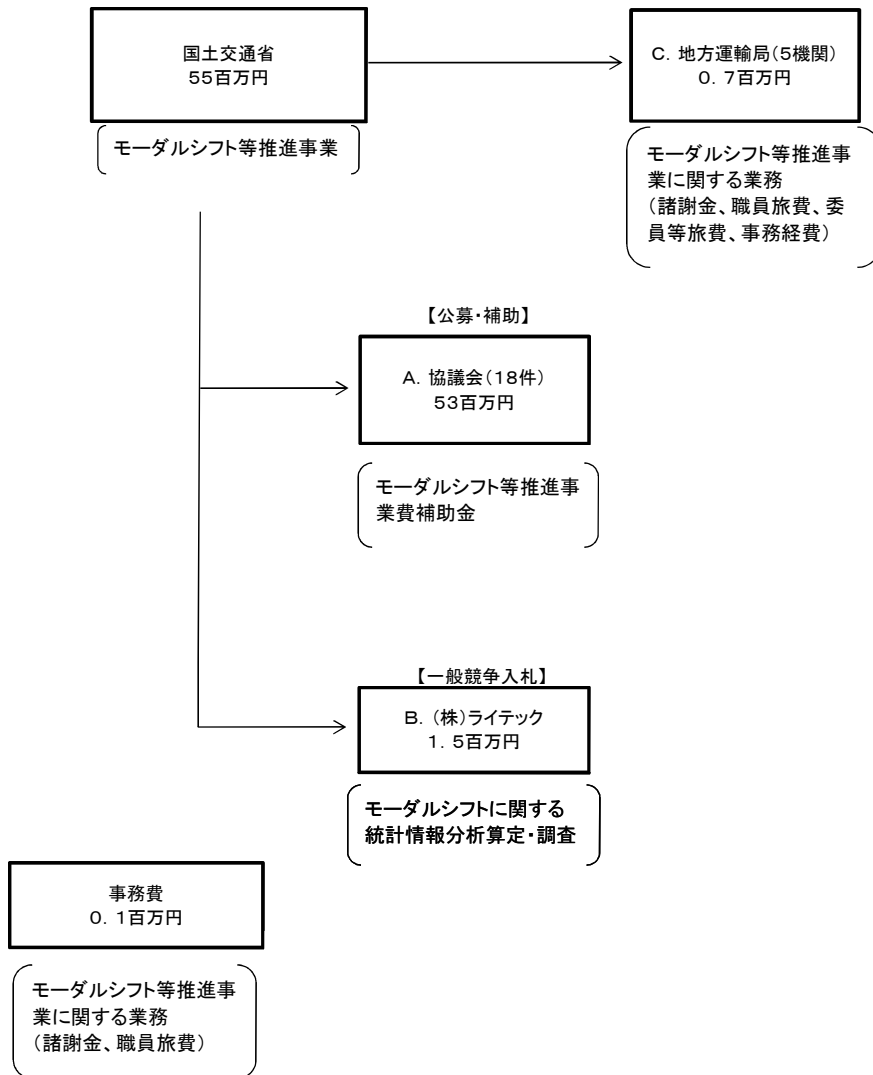 国土交通省
55百万円
モーダルシフト等推進事業
C．地方運輸局（5機関）
０．７百万円
モーダルシフト等推進事
業に関する業務
（諸謝金、職員旅費、委
員等旅費、事務経費）
【公募・補助】
A．協議会（18件）
53百万円
モーダルシフト等推進事
業費補助金
【一般競争入札】
B．（株）ライテック
１．５百万円
モーダルシフトに関する
統計情報分析算定・調査
事務費
０．１百万円
モーダルシフト等推進事
業に関する業務
（諸謝金、職員旅費）